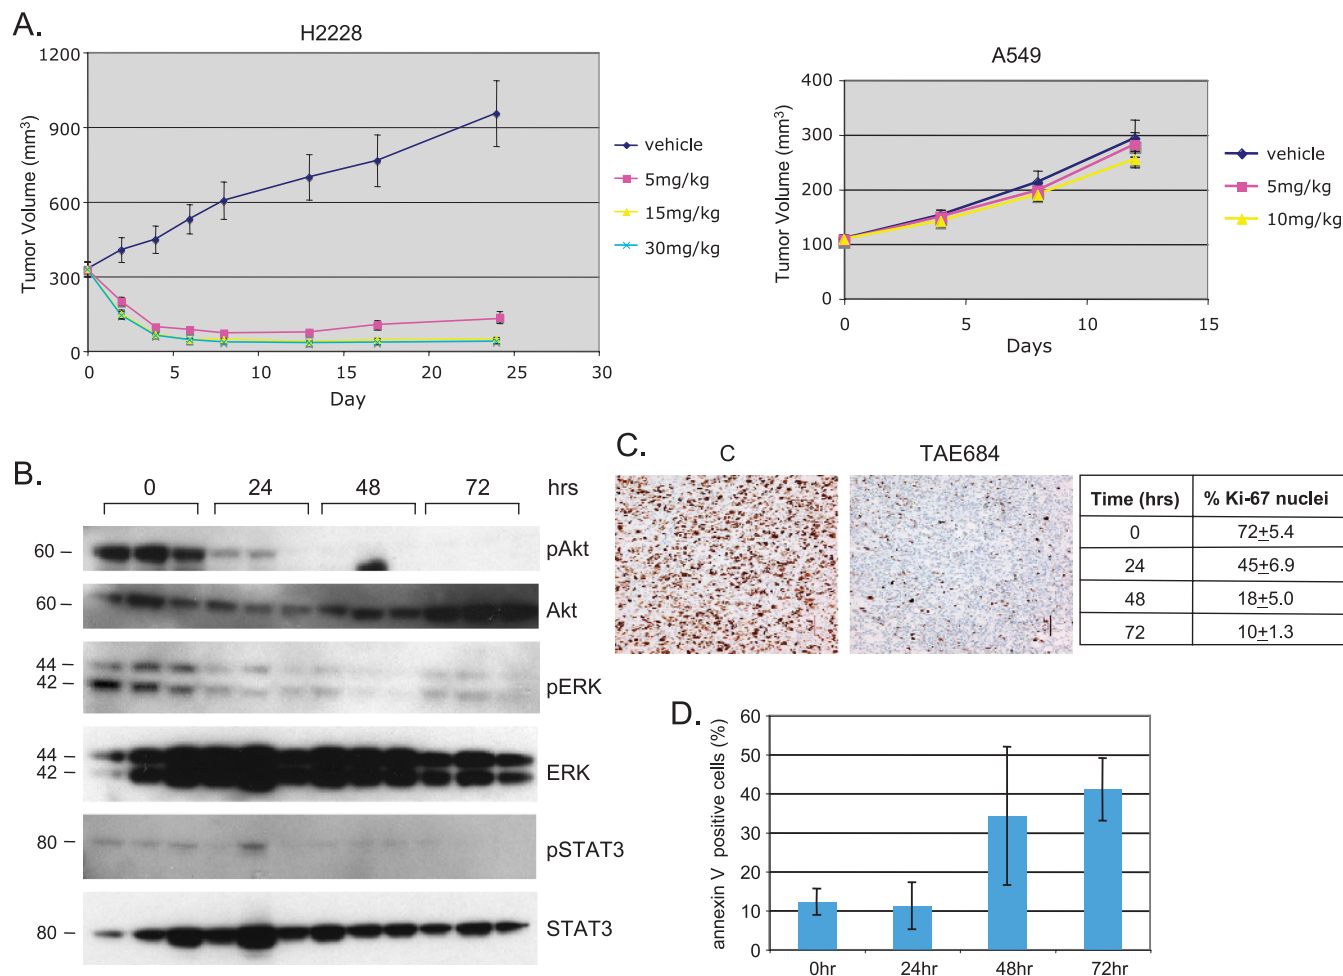 A.
H2228
Tumor Volume (mm3)
1200
900
600
300
0
0 5 10 15 20 25 30
Day
vehicle
5mg/kg
15mg/kg
30mg/kg
A549
Tumor Volume (mm3)
400
300
200
100
0
0 5 10 15
Days
vehicle
5mg/kg
10mg/kg
B.
0 24 48 72 hrs
60 – pAkt
60 – Akt
44 –
42 –
pERK
44 –
42 –
ERK
80 – pSTAT3
80 – STAT3
C.
C TAE684
Time (hrs) % Ki-67 nuclei
0 72±5.4
24 45±6.9
48 18±5.0
72 10±1.3
D.
annexin V positive cells (%)
60
50
40
30
20
10
0
0hr 24hr 48hr 72hr